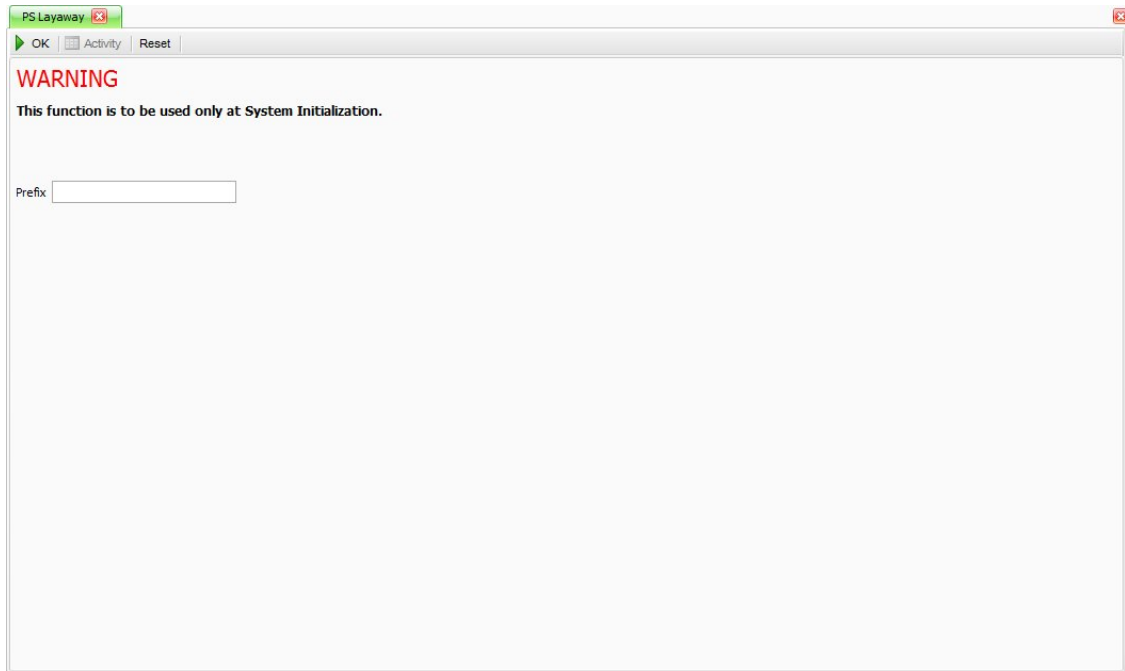 PS Layaway
OK Activity Reset
WARNING
This function is to be used only at System Initialization.
Prefix